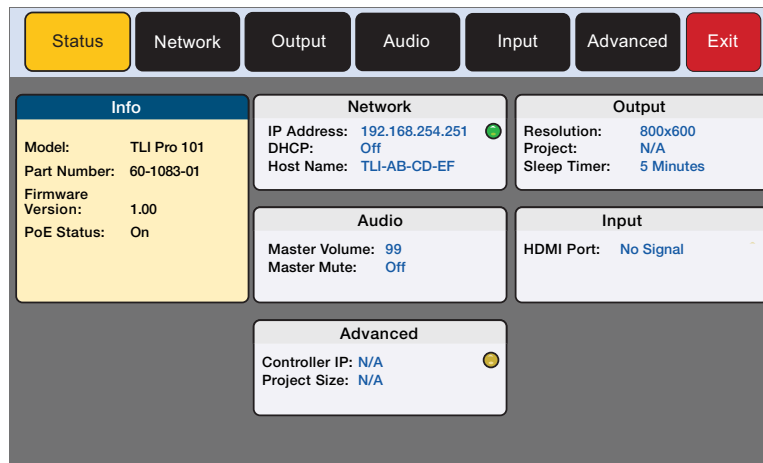 Status Network Output Audio Input Advanced Exit
Info
Model: TLI Pro 101
Part Number: 60-1083-01
Firmware
Version: 1.00
PoE Status: On
Network
IP Address: 192.168.254.251
DHCP: Off
Host Name: TLI-AB-CD-EF
Output
Resolution: 800x600
Project: N/A
Sleep Timer: 5 Minutes
Audio
Master Volume: 99
Master Mute: Off
Input
HDMI Port: No Signal
Advanced
Controller IP: N/A
Project Size: N/A